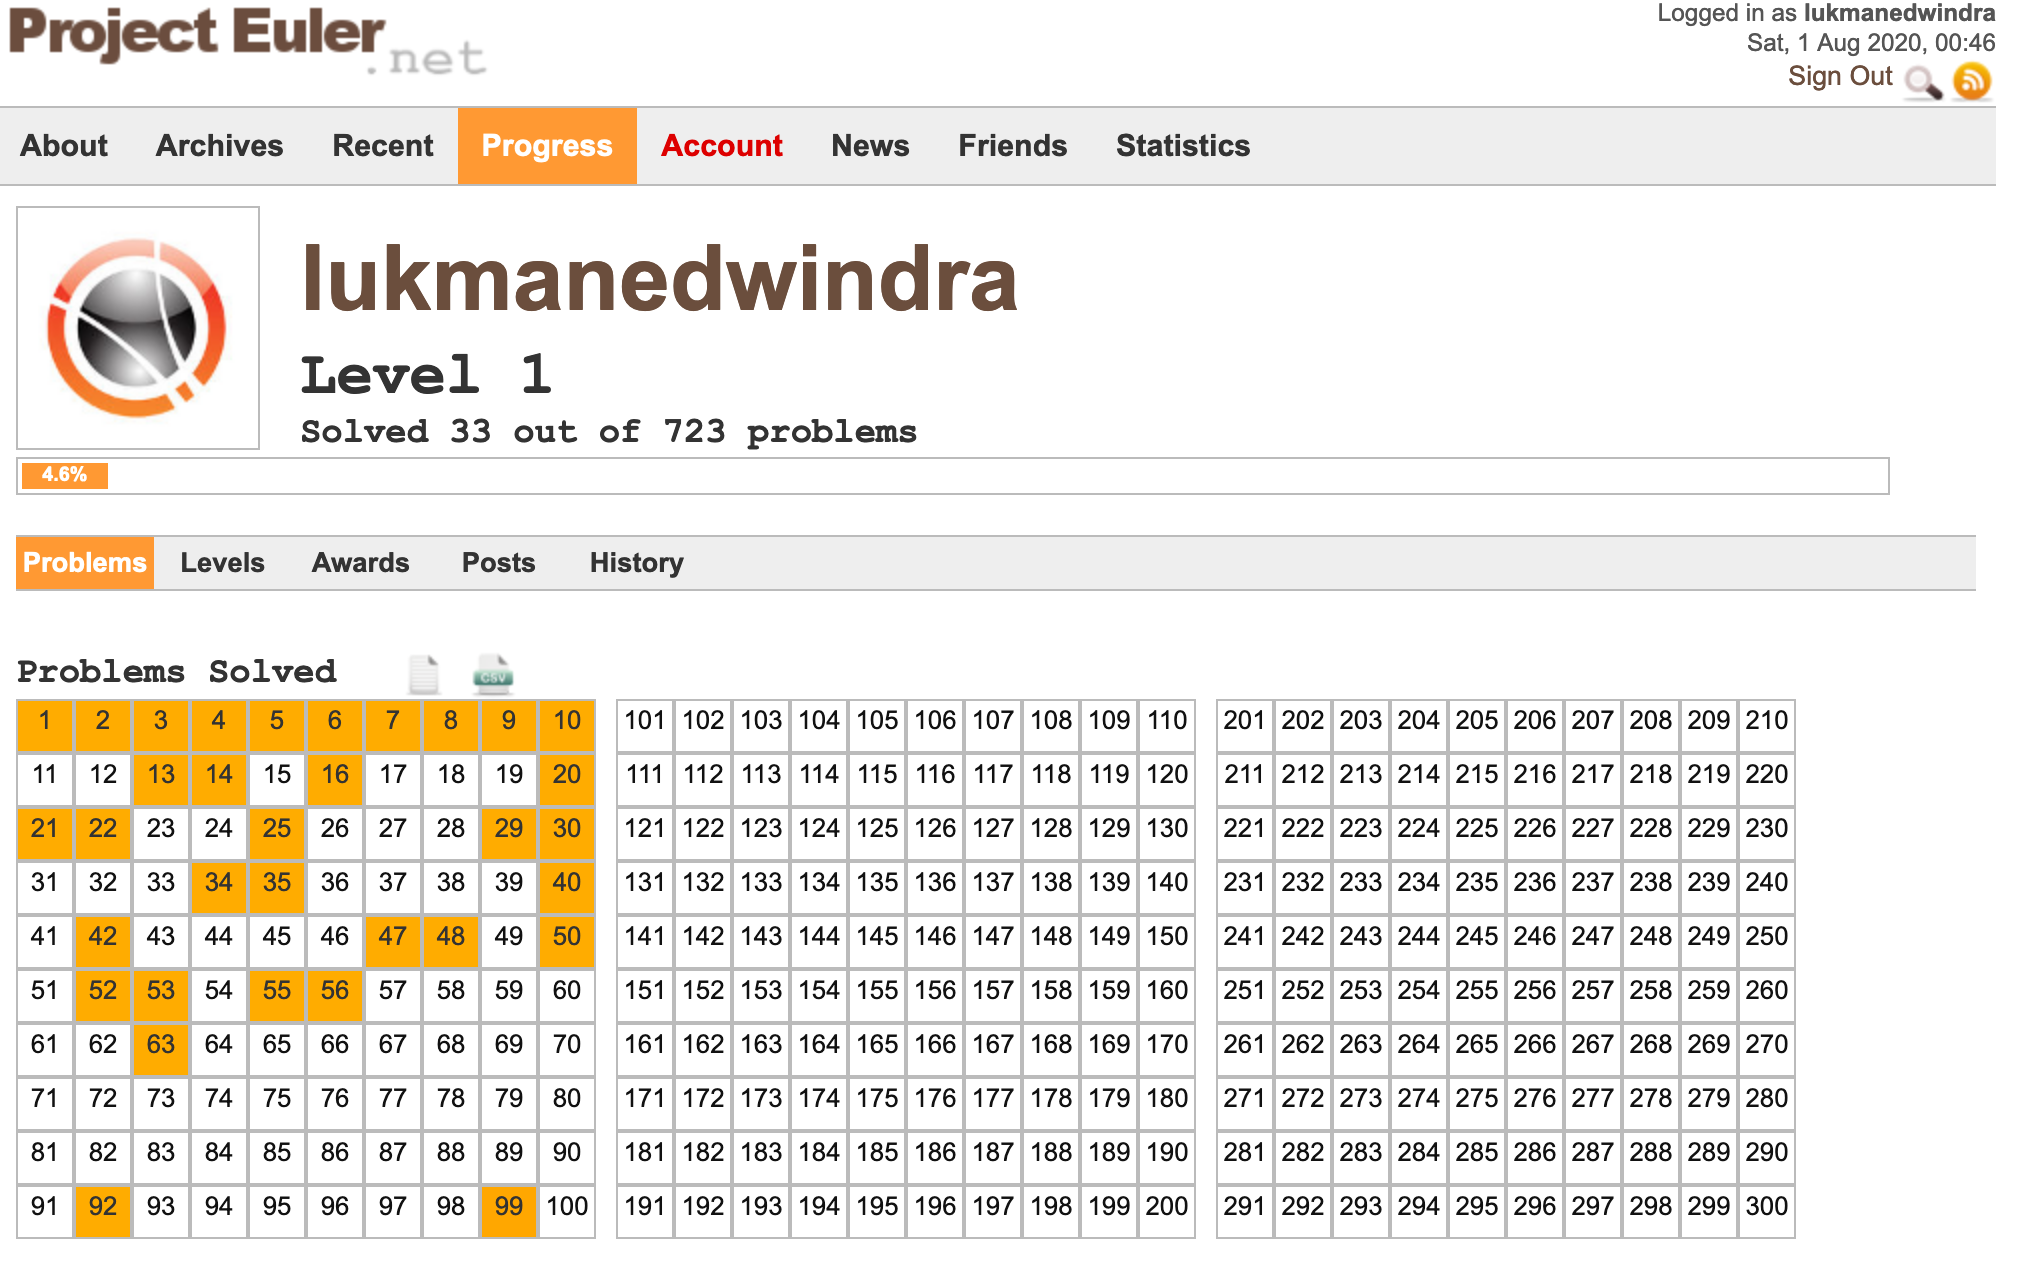 Project Euler.net
Logged in as lukmanedwindra
Sat, 1 Aug 2020, 00:46
Sign Out
About Archives Recent Progress Account News Friends Statistics
lukmanedwindra
Level 1
Solved 33 out of 723 problems
4.6%
Problems Levels Awards Posts History
Problems Solved CSV
1 2 3 4 5 6 7 8 9 10 101 102 103 104 105 106 107 108 109 110 201 202 203 204 205 206 207 208 209 210
11 12 13 14 15 16 17 18 19 20 111 112 113 114 115 116 117 118 119 120 211 212 213 214 215 216 217 218 219 220
21 22 23 24 25 26 27 28 29 30 121 122 123 124 125 126 127 128 129 130 221 222 223 224 225 226 227 228 229 230
31 32 33 34 35 36 37 38 39 40 131 132 133 134 135 136 137 138 139 140 231 232 233 234 235 236 237 238 239 240
41 42 43 44 45 46 47 48 49 50 141 142 143 144 145 146 147 148 149 150 241 242 243 244 245 246 247 248 249 250
51 52 53 54 55 56 57 58 59 60 151 152 153 154 155 156 157 158 159 160 251 252 253 254 255 256 257 258 259 260
61 62 63 64 65 66 67 68 69 70 161 162 163 164 165 166 167 168 169 170 261 262 263 264 265 266 267 268 269 270
71 72 73 74 75 76 77 78 79 80 171 172 173 174 175 176 177 178 179 180 271 272 273 274 275 276 277 278 279 280
81 82 83 84 85 86 87 88 89 90 181 182 183 184 185 186 187 188 189 190 281 282 283 284 285 286 287 288 289 290
91 92 93 94 95 96 97 98 99 100 191 192 193 194 195 196 197 198 199 200 291 292 293 294 295 296 297 298 299 300